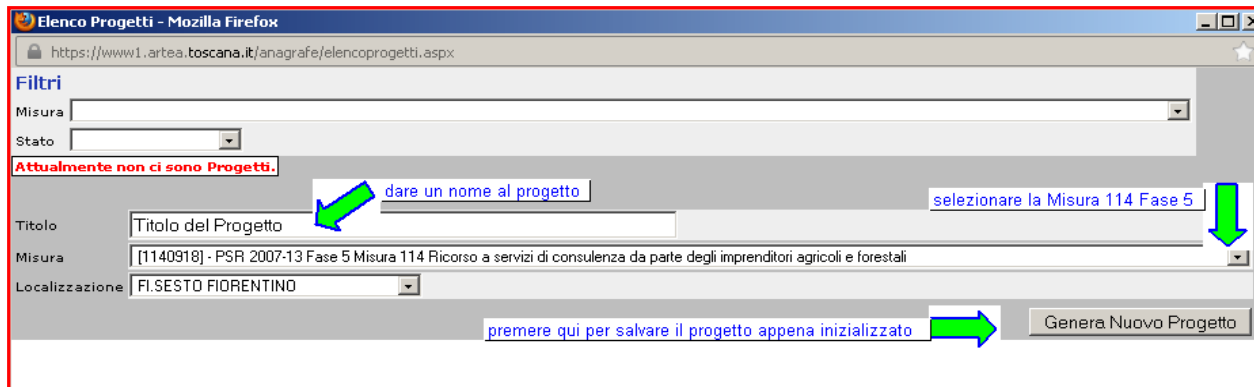 Elenco Progetti - Mozilla Firefox
https://www1.artea.toscana.it/anagrafe/elencoprogetti.aspx
Filtri
Misura
Stato
Attualmente non ci sono Progetti.
dare un nome al progetto
selezionare la Misura 114 Fase 5
Titolo Titolo del Progetto
Misura [1140918] - PSR 2007-13 Fase 5 Misura 114 Ricorso a servizi di consulenza da parte degli imprenditori agricoli e forestali
Localizzazione FI.SESTO FIORENTINO
premere qui per salvare il progetto appena inizializzato Genera Nuovo Progetto